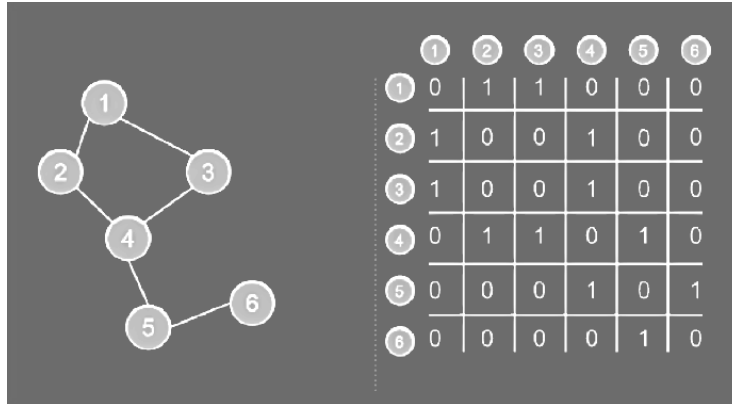 1
2
3
4
5
6
1 2 3 4 5 6
1 0 1 1 0 0 0
2 1 0 0 1 0 0
3 1 0 0 1 0 0
4 0 1 1 0 1 0
5 0 0 0 1 0 1
6 0 0 0 0 1 0